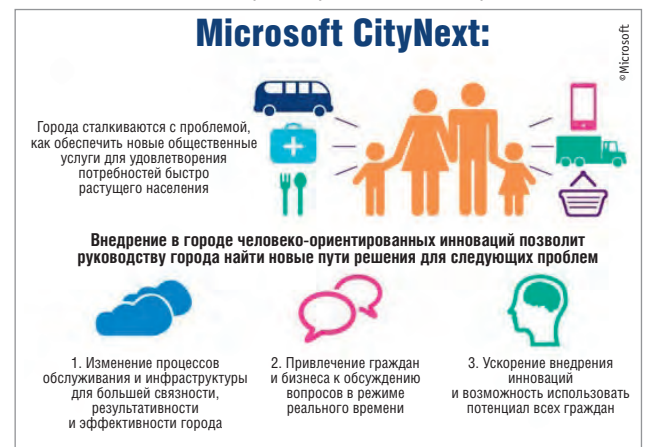 Microsoft CityNext:
©Microsoft
Города сталкиваются с проблемой,
как обеспечить новые общественные
услуги для удовлетворения
потребностей быстро
растущего населения
Внедрение в городе человеко-ориентированных инноваций позволит
руководству города найти новые пути решения для следующих проблем
1. Изменение процессов
обслуживания и инфраструктуры
для большей связности,
результативности
и эффективности города
2. Привлечение граждан
и бизнеса к обсуждению
вопросов в режиме
реального времени
3. Ускорение внедрения
инноваций
и возможность использовать
потенциал всех граждан